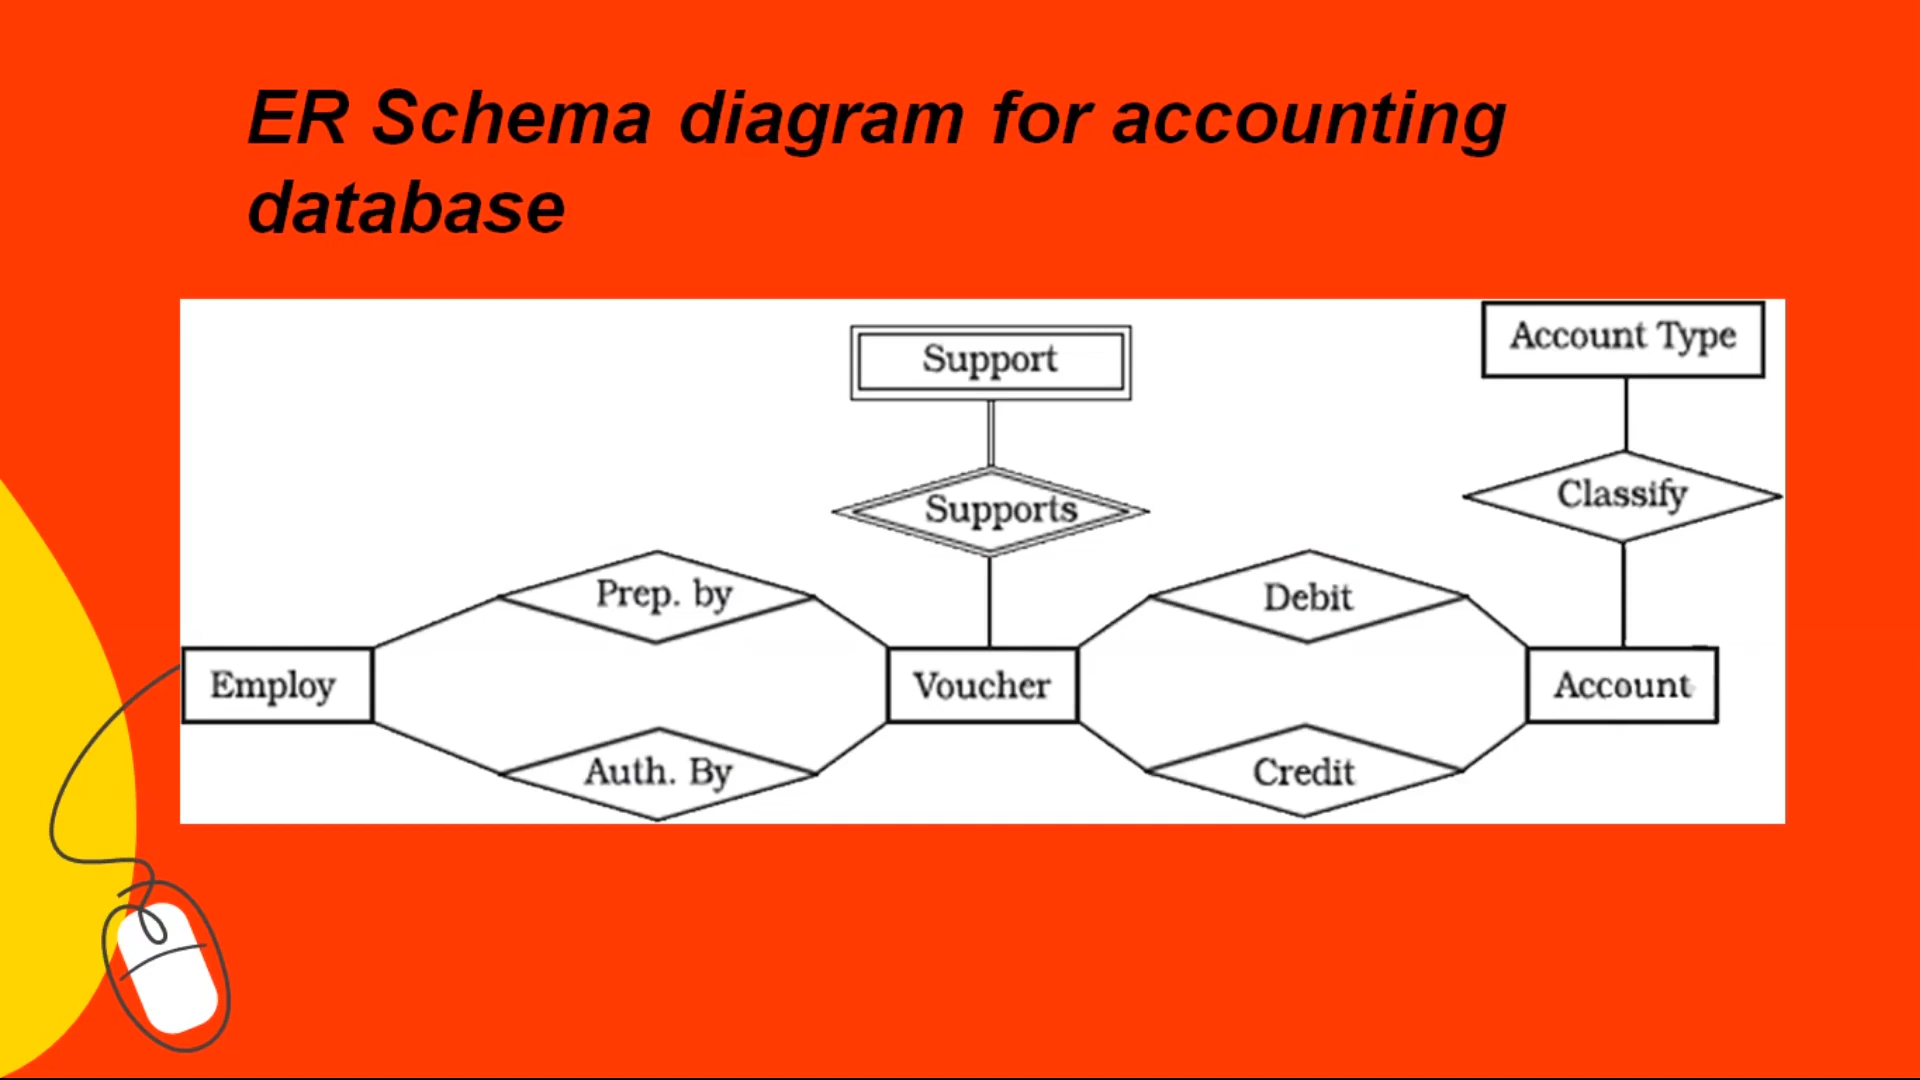 ER Schema diagram for accounting
database
Account Type
Support
Classify
Supports
Prep. by
Debit
Employ
Voucher
Account
Auth. By
Credit